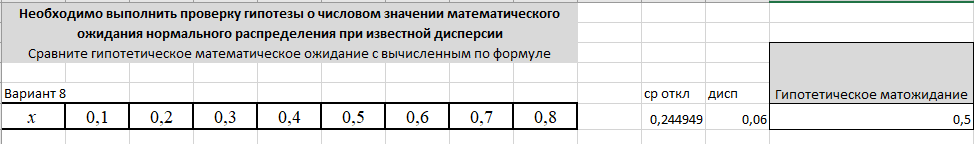 Необходимо выполнить проверку гипотезы о числовом значении математического
ожидания нормального распределения при известной дисперсии
Сравните гипотетическое математическое ожидание с вычисленным по формуле
Вариант 8 ср откл дисп Гипотетическое матожидание
x 0,1 0,2 0,3 0,4 0,5 0,6 0,7 0,8 0,244949 0,06 0,5